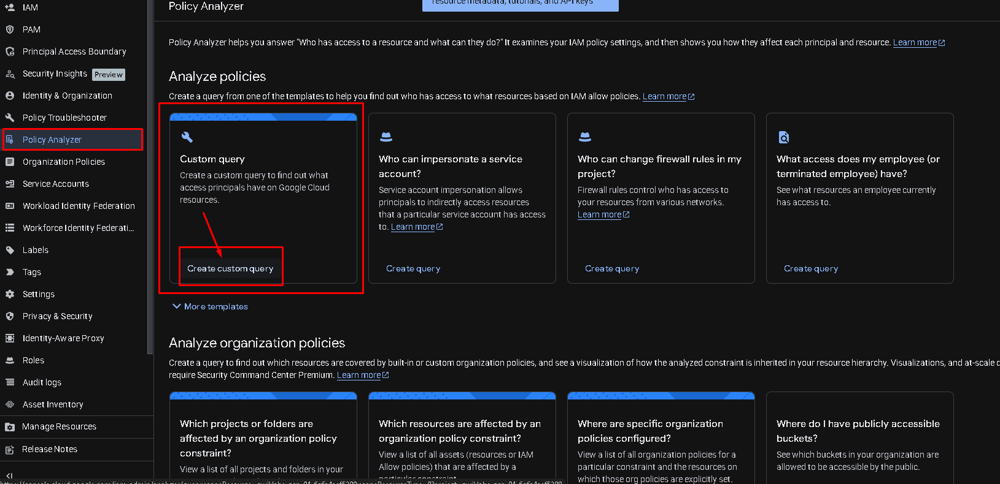 IAM
PAM
Principal Access Boundary
Security Insights Preview
Identity & Organization
Policy Troubleshooter
Policy Analyzer
Organization Policies
Service Accounts
Workload Identity Federation
Workforce Identity Federati...
Labels
Tags
Settings
Privacy & Security
Identity-Aware Proxy
Roles
Audit logs
Asset Inventory
Manage Resources
Release Notes
Policy Analyzer
resource metadata, tutorials, and API keys
Policy Analyzer helps you answer "Who has access to a resource and what can they do?" It examines your IAM policy settings, and then shows you how they affect each principal and resource. Learn more
Analyze policies
Create a query from one of the templates to help you find out who has access to what resources based on IAM allow policies. Learn more
Custom query
Create a custom query to find out what
access principals have on Google Cloud
resources.
Create custom query
Who can impersonate a service
account?
Service account impersonation allows
principals to indirectly access resources
that a particular service account has access
to. Learn more
Create query
Who can change firewall rules in my
project?
Firewall rules control who has access to
your resources from various networks.
Learn more
Create query
What access does my employee (or
terminated employee) have?
See what resources an employee currently
has access to.
Create query
More templates
Analyze organization policies
Create a query to find out which resources are covered by built-in or custom organization policies, and see a visualization of how the analyzed constraint is inherited in your resource hierarchy. Visualizations, and at-scale
require Security Command Center Premium. Learn more
Which projects or folders are
affected by an organization policy
constraint?
View a list of all projects and folders in your
Which resources are affected by an
organization policy constraint?
View a list of all assets (resources or IAM
Allow policies) that are affected by a
particular constraint.
Where are specific organization
policies configured?
View a list of all organization policies for a
particular constraint and the resources on
which those org policies are explicitly set.
Where do I have publicly accessible
buckets?
See which buckets in your organization are
allowed to be accessible by the public.